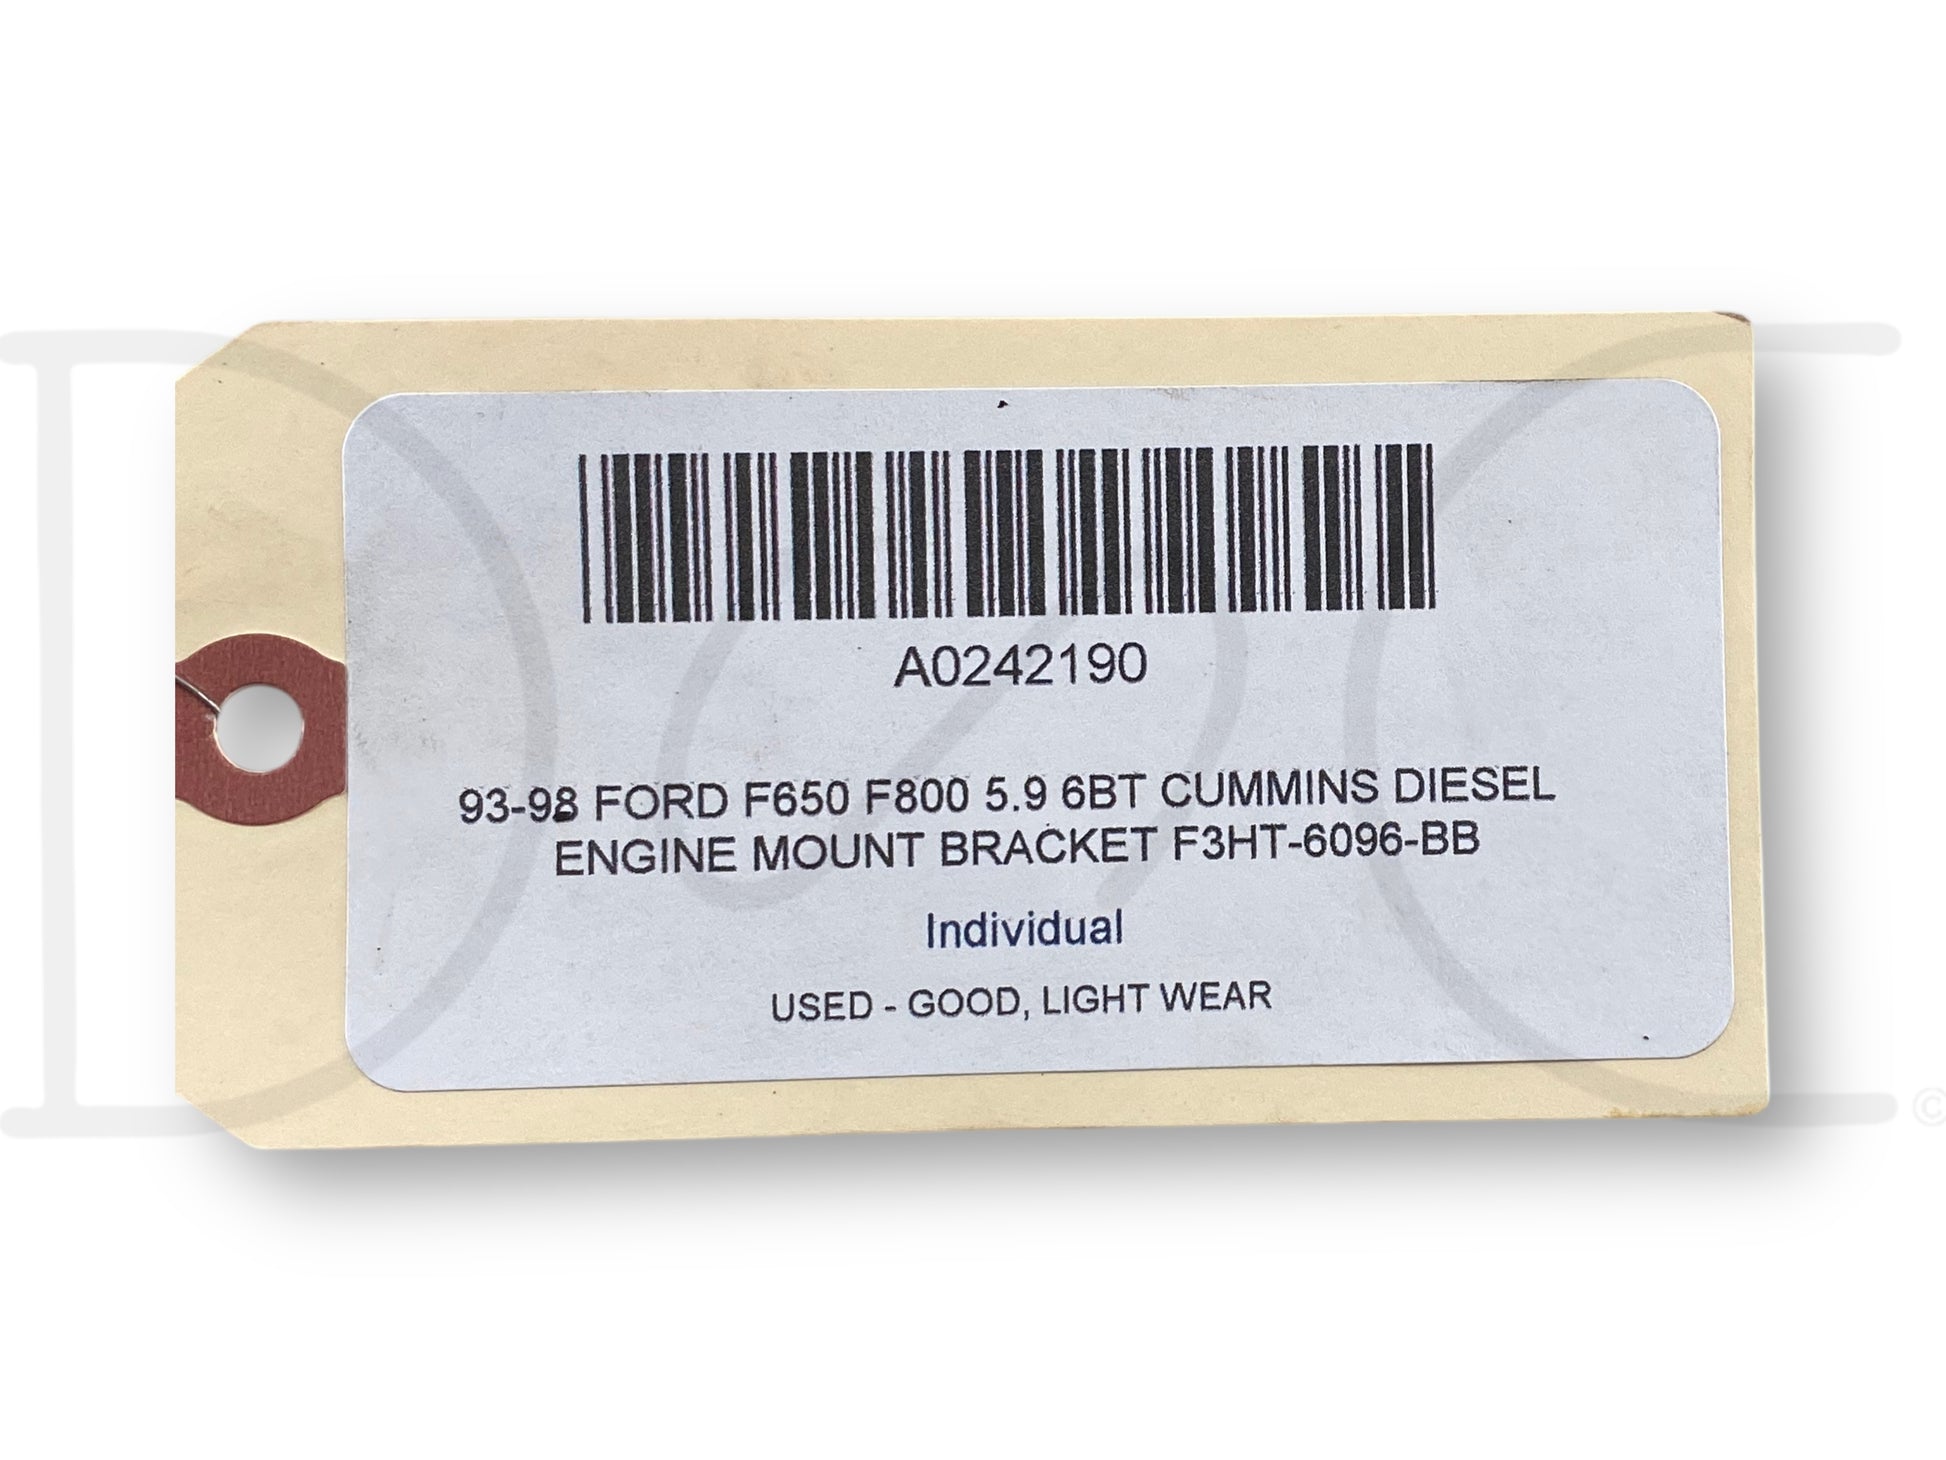 A0242190
93-98 FORD F650 F800 5.9 6BT CUMMINS DIESEL
ENGINE MOUNT BRACKET F3HT-6096-BB
Individual
USED - GOOD, LIGHT WEAR
©